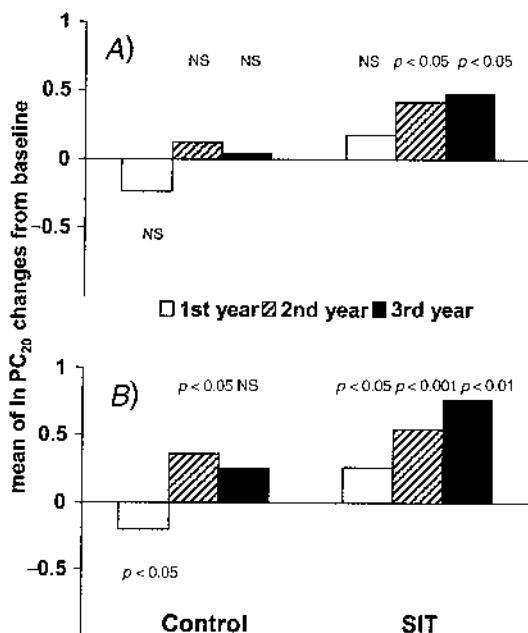 mean of ln PC20 changes from baseline
A)
1
0.5
0
−0.5
NS NS
NS p < 0.05 p < 0.05
NS
1st year 2nd year 3rd year
B)
1
0.5
0
−0.5
p < 0.05 NS
p < 0.05 p < 0.001 p < 0.01
p < 0.05
Control SIT